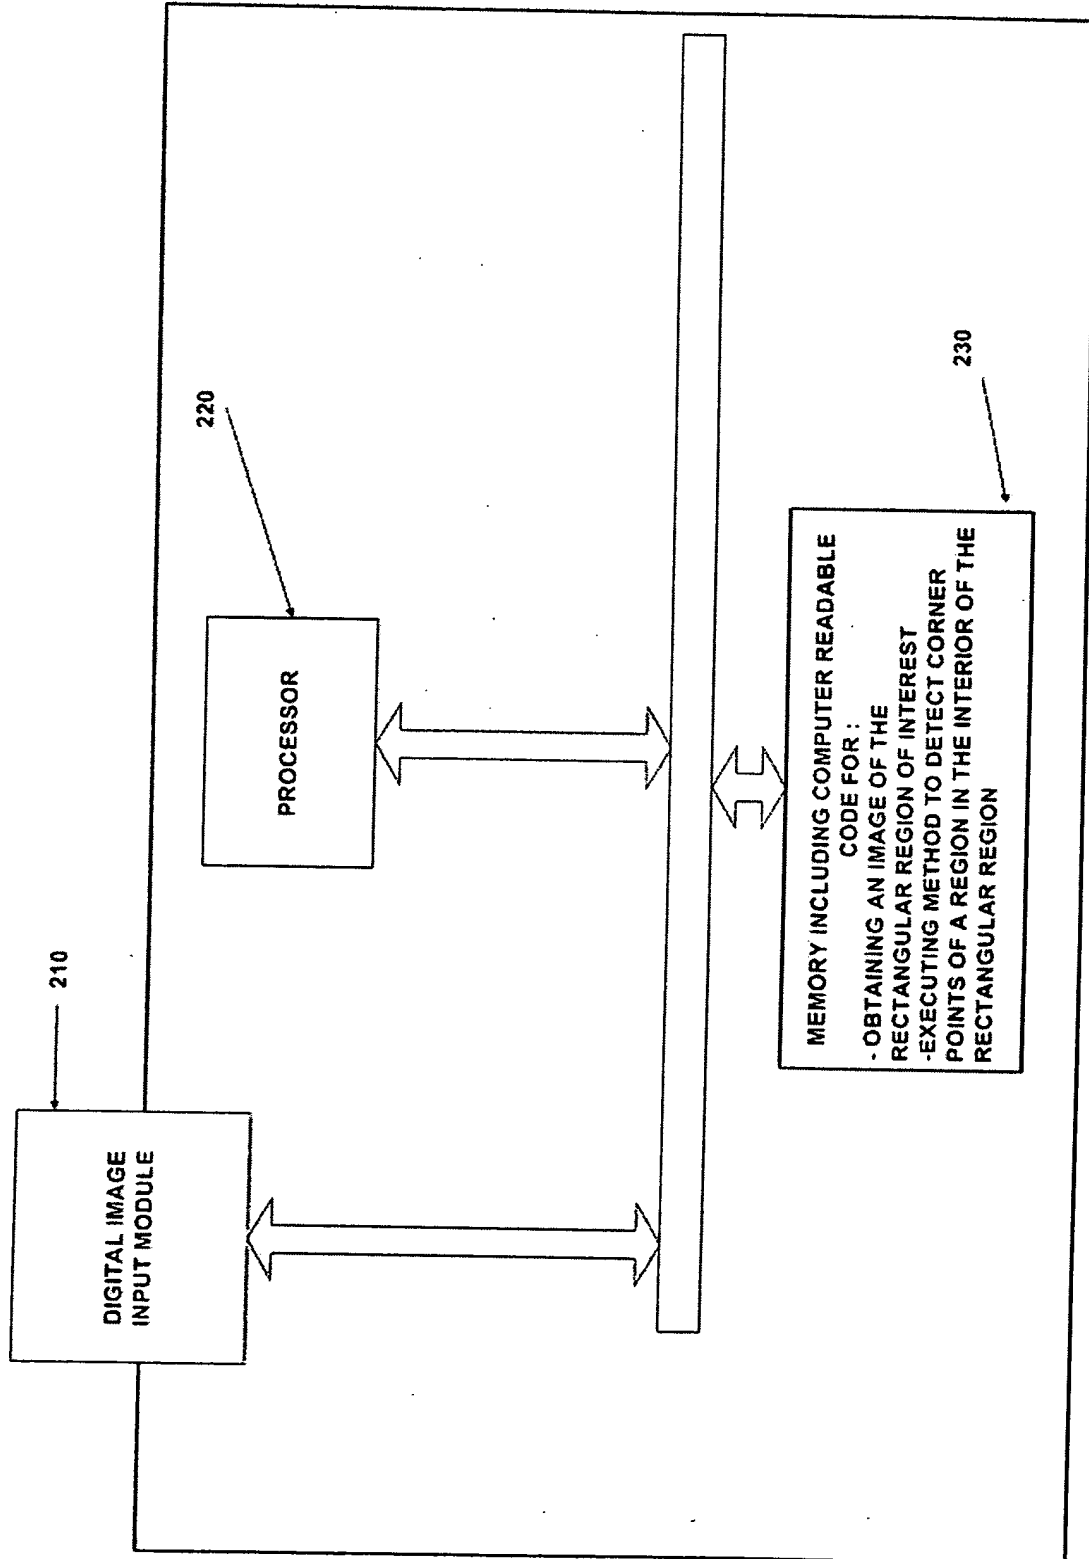 210
DIGITAL IMAGE
INPUT MODULE
220
PROCESSOR
230
MEMORY INCLUDING COMPUTER READABLE
CODE FOR :
- OBTAINING AN IMAGE OF THE
RECTANGULAR REGION OF INTEREST
-EXECUTING METHOD TO DETECT CORNER
POINTS OF A REGION IN THE INTERIOR OF THE
RECTANGULAR REGION